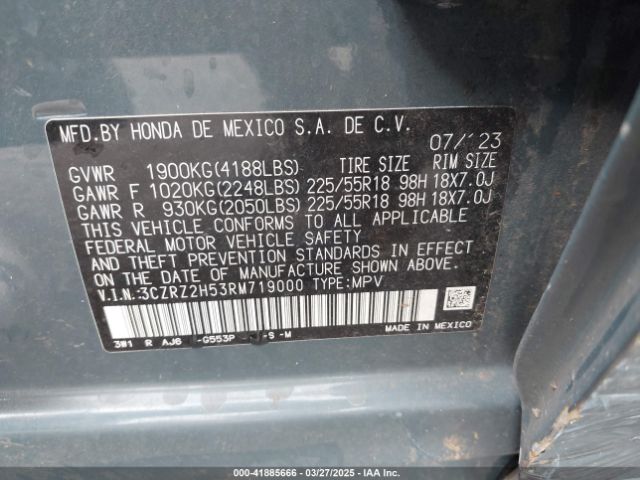 MFD.BY HONDA DE MEXICO S.A. DE C.V. 07/'23
GVWR 1900KG(4188LBS) TIRE SIZE RIM SIZE
GAWR F 1020KG(2248LBS) 225/55R18 98H 18X7.0J
GAWR R 930KG(2050LBS) 225/55R18 98H 18X7.0J
THIS VEHICLE CONFORMS TO ALL APPLICABLE
FEDERAL MOTOR VEHICLE SAFETY
AND THEFT PREVENTION STANDARDS IN EFFECT
ON THE DATE OF MANUFACTURE SHOWN ABOVE.
V.I.N.:3CZRZ2H53RM719000 TYPE:MPV
MADE IN MEXICO
3W1 R AJ6 -G553P -S -M
000-41885666 — 03/27/2025 — IAA Inc.